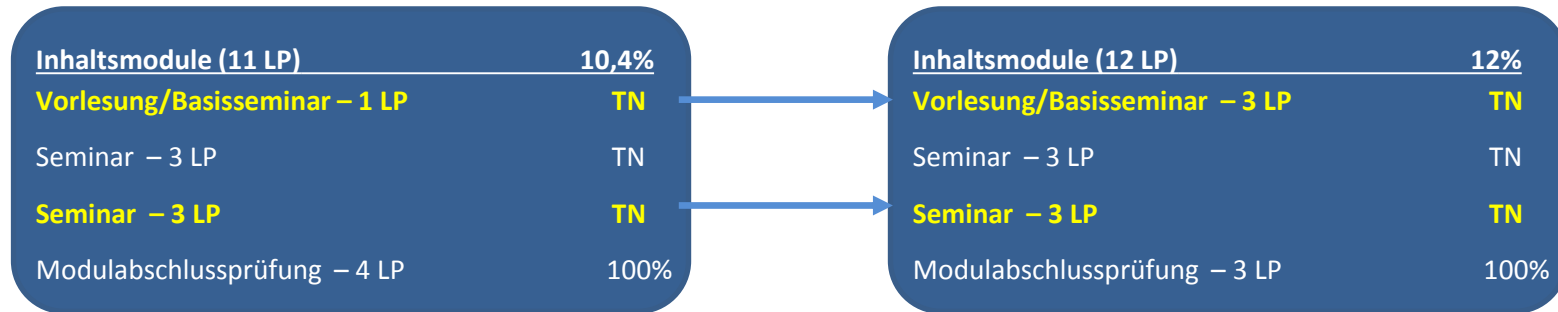 Inhaltsmodule (11 LP) 10,4%
Vorlesung/Basisseminar – 1 LP TN
Seminar – 3 LP TN
Seminar – 3 LP TN
Modulabschlussprüfung – 4 LP 100%
Inhaltsmodule (12 LP) 12%
Vorlesung/Basisseminar – 3 LP TN
Seminar – 3 LP TN
Seminar – 3 LP TN
Modulabschlussprüfung – 3 LP 100%